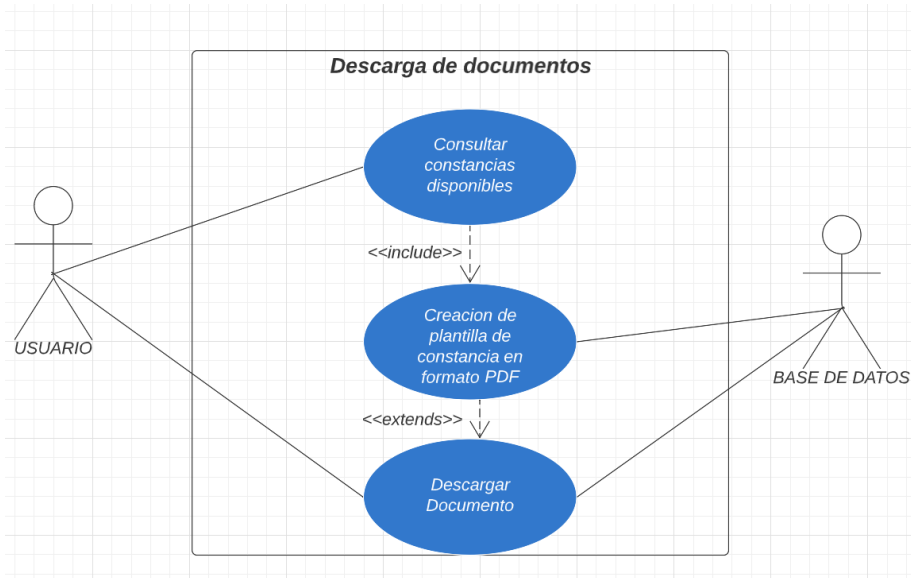 Descarga de documentos
Consultar
constancias
disponibles
<<include>>
Creacion de
plantilla de
constancia en
formato PDF
USUARIO
BASE DE DATOS
<<extends>>
Descargar
Documento